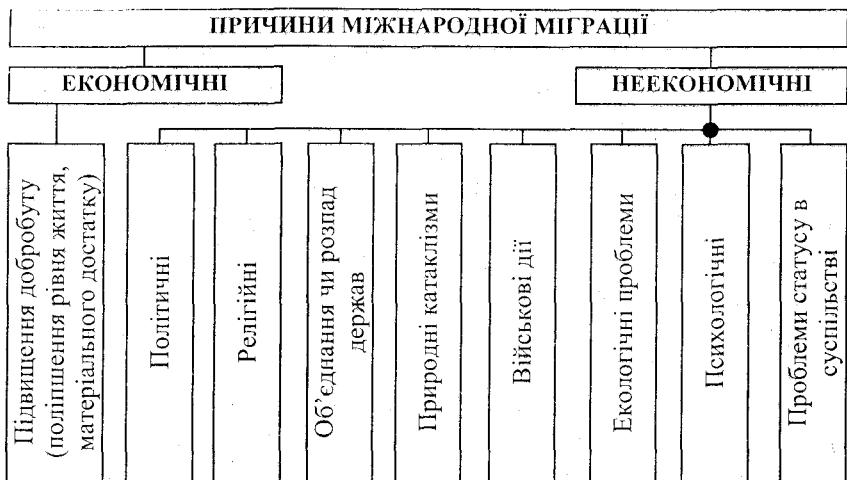 ПРИЧИНИ МІЖНАРОДНОЇ МІГРАЦІЇ
ЕКОНОМІЧНІ
НЕЕКОНОМІЧНІ
Підвищення добробуту
(поліпшення рівня життя,
матеріального достатку)
Політичні
Релігійні
Об’єднання чи розпад
держав
Природні катаклізми
Військові дії
Екологічні проблеми
Психологічні
Проблеми статусу в
суспільстві